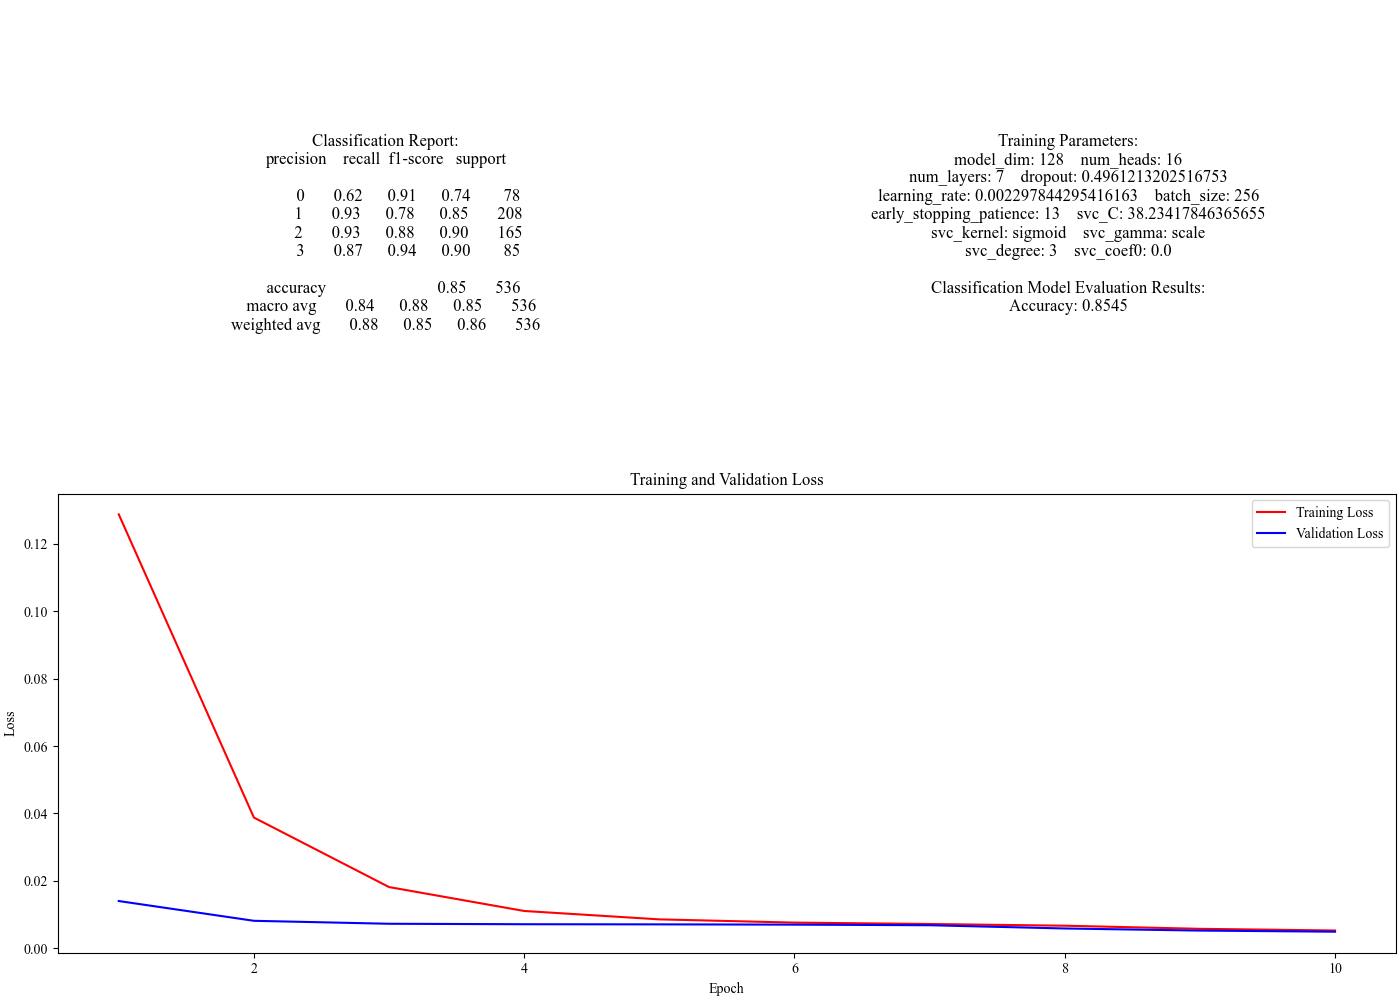 Classification Report:
precision recall f1-score support
0 0.62 0.91 0.74 78
1 0.93 0.78 0.85 208
2 0.93 0.88 0.90 165
3 0.87 0.94 0.90 85
accuracy 0.85 536
macro avg 0.84 0.88 0.85 536
weighted avg 0.88 0.85 0.86 536
Training Parameters:
model_dim: 128 num_heads: 16
num_layers: 7 dropout: 0.4961213202516753
learning_rate: 0.002297844295416163 batch_size: 256
early_stopping_patience: 13 svc_C: 38.23417846365655
svc_kernel: sigmoid svc_gamma: scale
svc_degree: 3 svc_coef0: 0.0
Classification Model Evaluation Results:
Accuracy: 0.8545
Training and Validation Loss
Training Loss
Validation Loss
0.12
0.10
0.08
0.06
0.04
0.02
0.00
Loss
2 4 6 8 10
Epoch